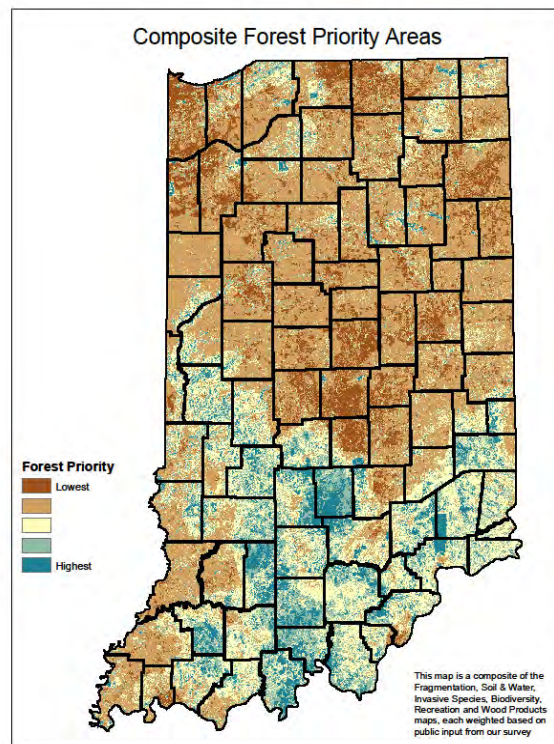 Composite Forest Priority Areas
Forest Priority
Lowest
Highest
This map is a composite of the
Fragmentation, Soil & Water,
Invasive Species, Biodiversity,
Recreation and Wood Products
maps, each weighted based on
public input from our survey